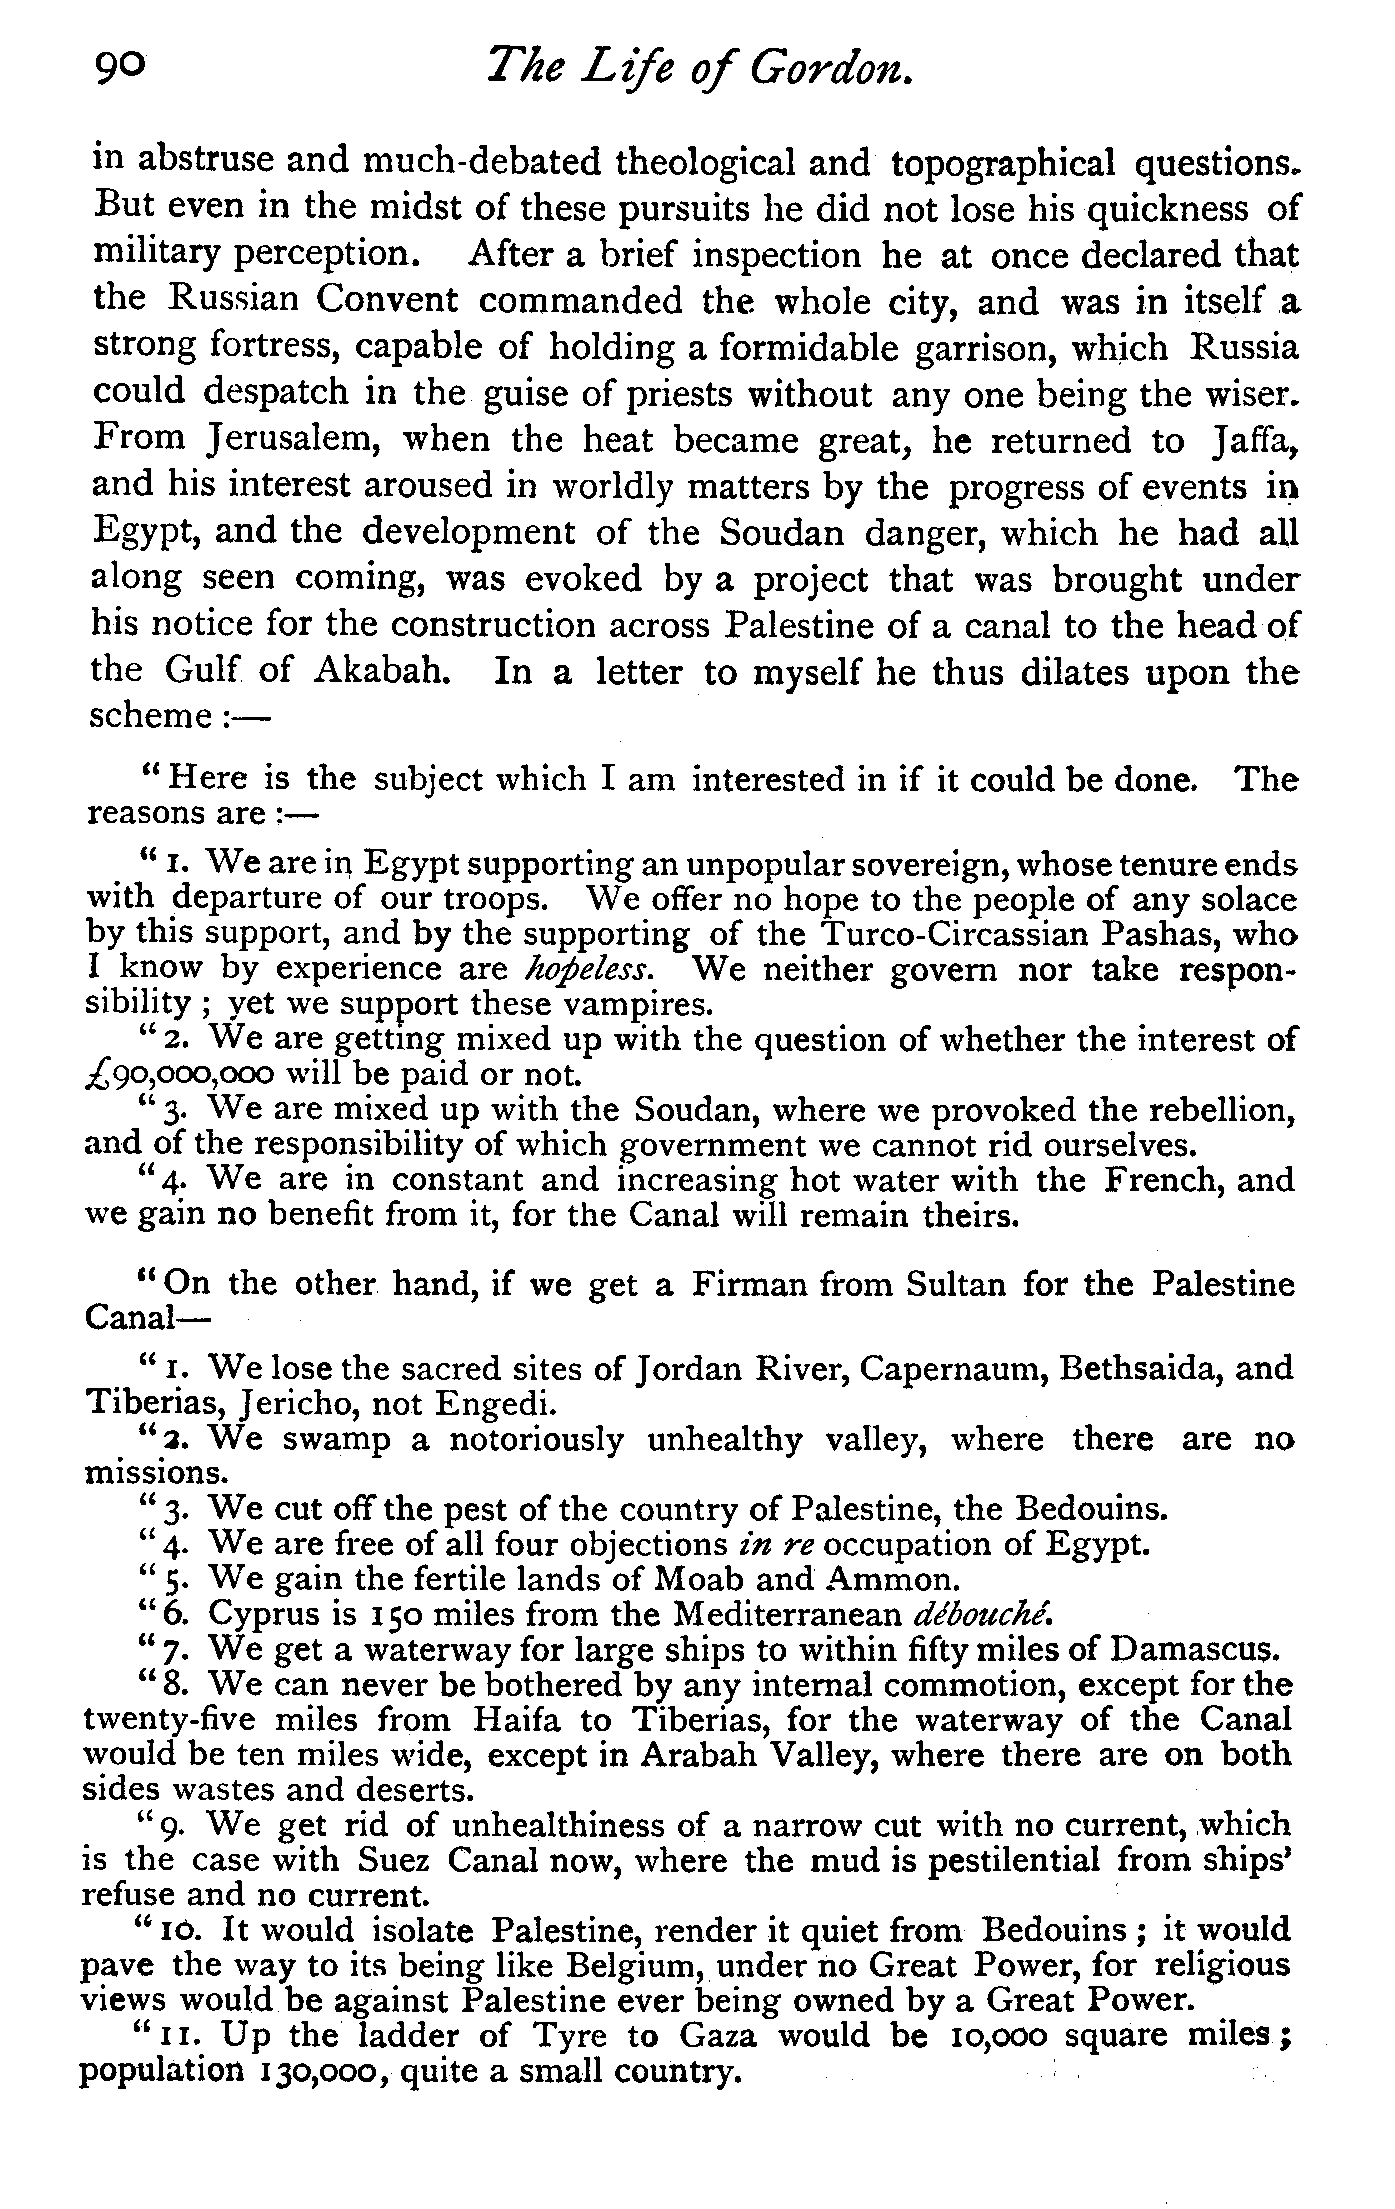 90 The Life of Gordon.
in abstruse and much-debated theological and topographical questions.
But even in the midst of these pursuits he did not lose his quickness of
military perception. After a brief inspection he at once declared that
the Russian Convent commanded the whole city, and was in itself a
strong fortress, capable of holding a formidable garrison, which Russia
could despatch in the guise of priests without any one being the wiser.
From Jerusalem, when the heat became great, he returned to Jaffa,
and his interest aroused in worldly matters by the progress of events in
Egypt, and the development of the Soudan danger, which he had all
along seen coming, was evoked by a project that was brought under
his notice for the construction across Palestine of a canal to the head of
the Gulf of Akabah. In a letter to myself he thus dilates upon the
scheme :—
“ Here is the subject which I am interested in if it could be done. The
reasons are :—
“ 1. We are in Egypt supporting an unpopular sovereign, whose tenure ends
with departure of our troops. We offer no hope to the people of any solace
by this support, and by the supporting of the Turco-Circassian Pashas, who
I know by experience are hopeless. We neither govern nor take respon-
sibility ; yet we support these vampires.
“ 2. We are getting mixed up with the question of whether the interest of
£90,000,000 will be paid or not.
“ 3. We are mixed up with the Soudan, where we provoked the rebellion,
and of the responsibility of which government we cannot rid ourselves.
“ 4. We are in constant and increasing hot water with the French, and
we gain no benefit from it, for the Canal will remain theirs.
“ On the other hand, if we get a Firman from Sultan for the Palestine
Canal—
“ 1. We lose the sacred sites of Jordan River, Capernaum, Bethsaida, and
Tiberias, Jericho, not Engedi.
“ 2. We swamp a notoriously unhealthy valley, where there are no
missions.
“ 3. We cut off the pest of the country of Palestine, the Bedouins.
“ 4. We are free of all four objections in re occupation of Egypt.
“ 5. We gain the fertile lands of Moab and Ammon.
“ 6. Cyprus is 150 miles from the Mediterranean débouché.
“ 7. We get a waterway for large ships to within fifty miles of Damascus.
“ 8. We can never be bothered by any internal commotion, except for the
twenty-five miles from Haifa to Tiberias, for the waterway of the Canal
would be ten miles wide, except in Arabah Valley, where there are on both
sides wastes and deserts.
“ 9. We get rid of unhealthiness of a narrow cut with no current, which
is the case with Suez Canal now, where the mud is pestilential from ships’
refuse and no current.
“ 10. It would isolate Palestine, render it quiet from Bedouins ; it would
pave the way to its being like Belgium, under no Great Power, for religious
views would be against Palestine ever being owned by a Great Power.
“ 11. Up the ladder of Tyre to Gaza would be 10,000 square miles ;
population 130,000, quite a small country.